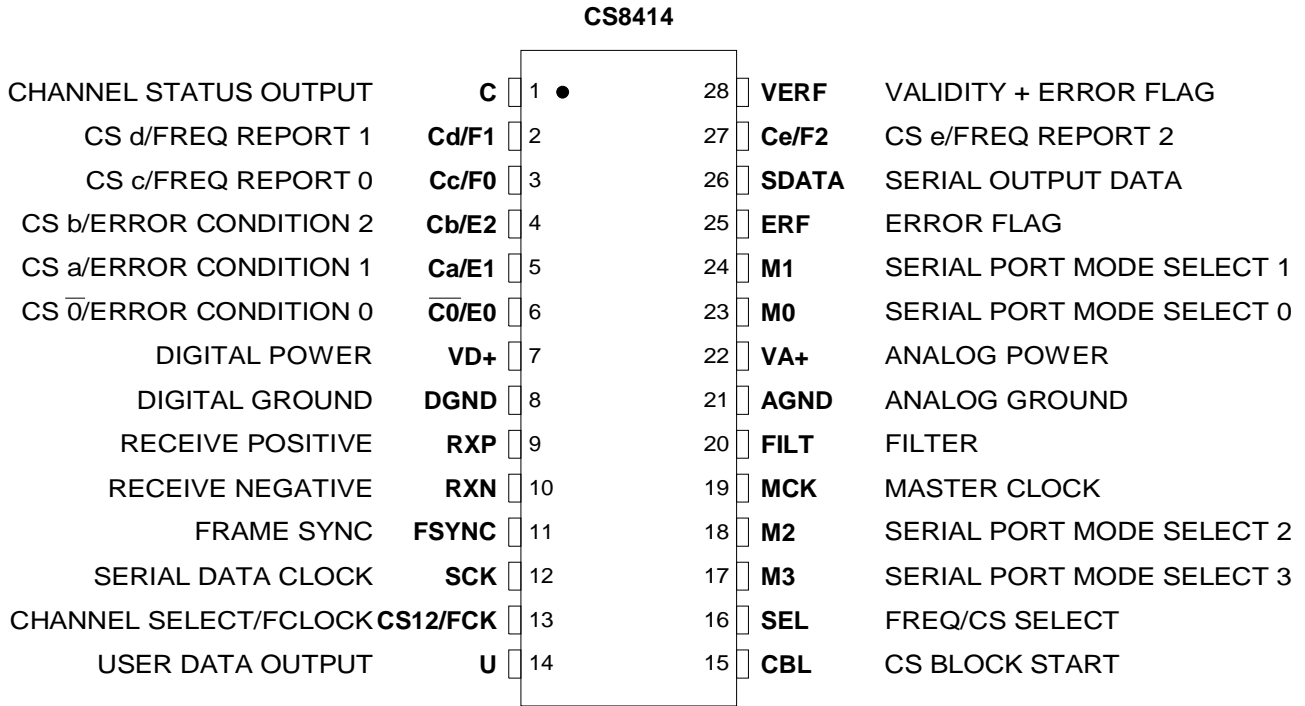 CS8414
CHANNEL STATUS OUTPUT C 1 28 VERF VALIDITY + ERROR FLAG
CS d/FREQ REPORT 1 Cd/F1 2 27 Ce/F2 CS e/FREQ REPORT 2
CS c/FREQ REPORT 0 Cc/F0 3 26 SDATA SERIAL OUTPUT DATA
CS b/ERROR CONDITION 2 Cb/E2 4 25 ERF ERROR FLAG
CS a/ERROR CONDITION 1 Ca/E1 5 24 M1 SERIAL PORT MODE SELECT 1
CS 0̅/ERROR CONDITION 0 C̅0̅/E0 6 23 M0 SERIAL PORT MODE SELECT 0
DIGITAL POWER VD+ 7 22 VA+ ANALOG POWER
DIGITAL GROUND DGND 8 21 AGND ANALOG GROUND
RECEIVE POSITIVE RXP 9 20 FILT FILTER
RECEIVE NEGATIVE RXN 10 19 MCK MASTER CLOCK
FRAME SYNC FSYNC 11 18 M2 SERIAL PORT MODE SELECT 2
SERIAL DATA CLOCK SCK 12 17 M3 SERIAL PORT MODE SELECT 3
CHANNEL SELECT/FCLOCK CS12/FCK 13 16 SEL FREQ/CS SELECT
USER DATA OUTPUT U 14 15 CBL CS BLOCK START